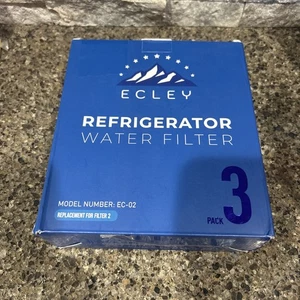 ECLEY
REFRIGERATOR
WATER FILTER
MODEL NUMBER: EC-02
REPLACEMENT FOR FILTER 2
PACK 3